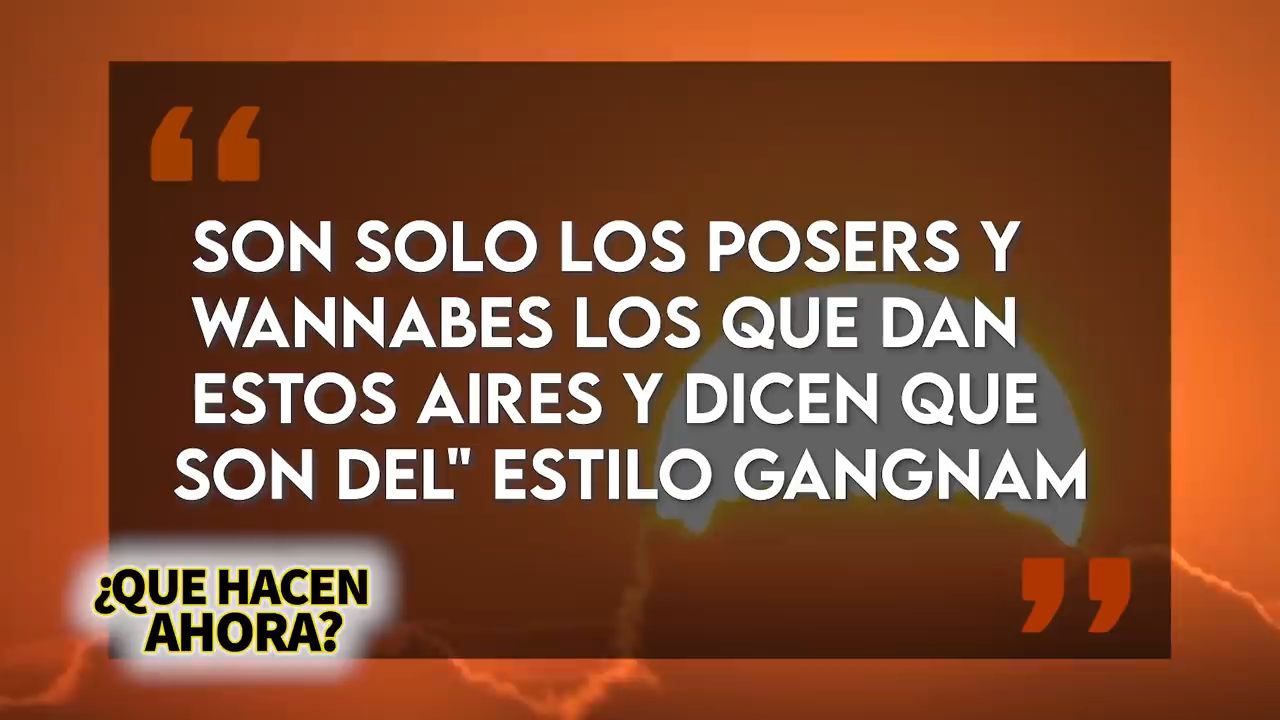 SON SOLO LOS POSERS Y
WANNABES LOS QUE DAN
ESTOS AIRES Y DICEN QUE
SON DEL" ESTILO GANGNAM
¿QUE HACEN
AHORA?